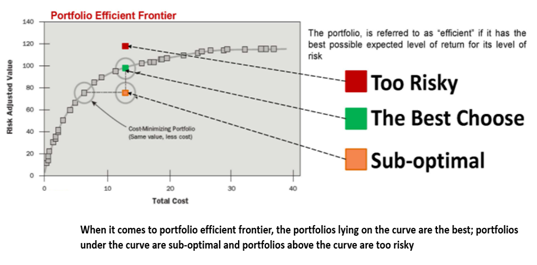 Portfolio Efficient Frontier
140
120
100
80
60
40
20
0
0
10
20
30
40
Risk Adjusted Value
Total Cost
Cost-Minimizing Portfolio
(Same value, less cost)
The portfolio, is referred to as "efficient" if it has the
best possible expected level of return for its level of
risk
Too Risky
The Best Choose
Sub-optimal
When it comes to portfolio efficient frontier, the portfolios lying on the curve are the best; portfolios
under the curve are sub-optimal and portfolios above the curve are too risky